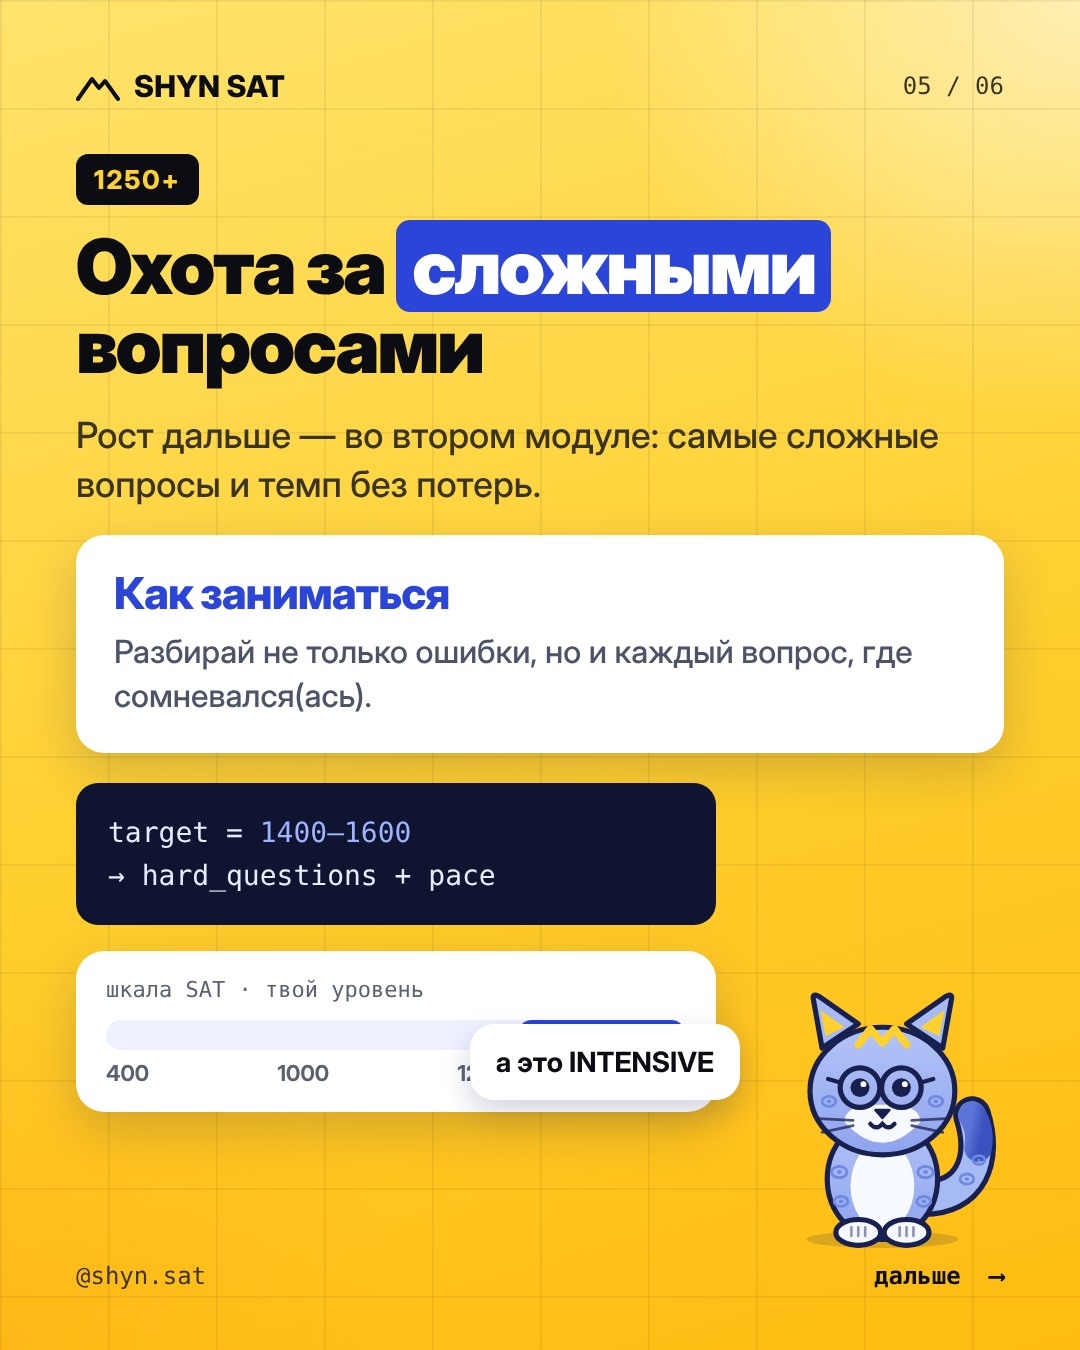 SHYN SAT
05 / 06
1250+
Охота за сложными
вопросами
Рост дальше — во втором модуле: самые сложные
вопросы и темп без потерь.
Как заниматься
Разбирай не только ошибки, но и каждый вопрос, где
сомневался(ась).
target = 1400–1600
→ hard_questions + pace
шкала SAT · твой уровень
400 1000
а это INTENSIVE
@shyn.sat
дальше →